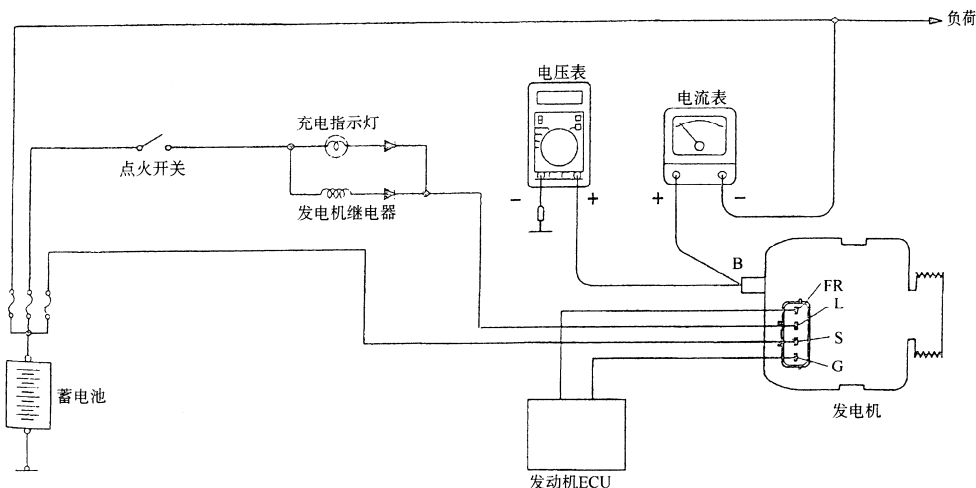 负荷
电压表
电流表
充电指示灯
点火开关
发电机继电器
- +
+ -
B
FR
L
S
G
蓄电池
发电机
发动机ECU